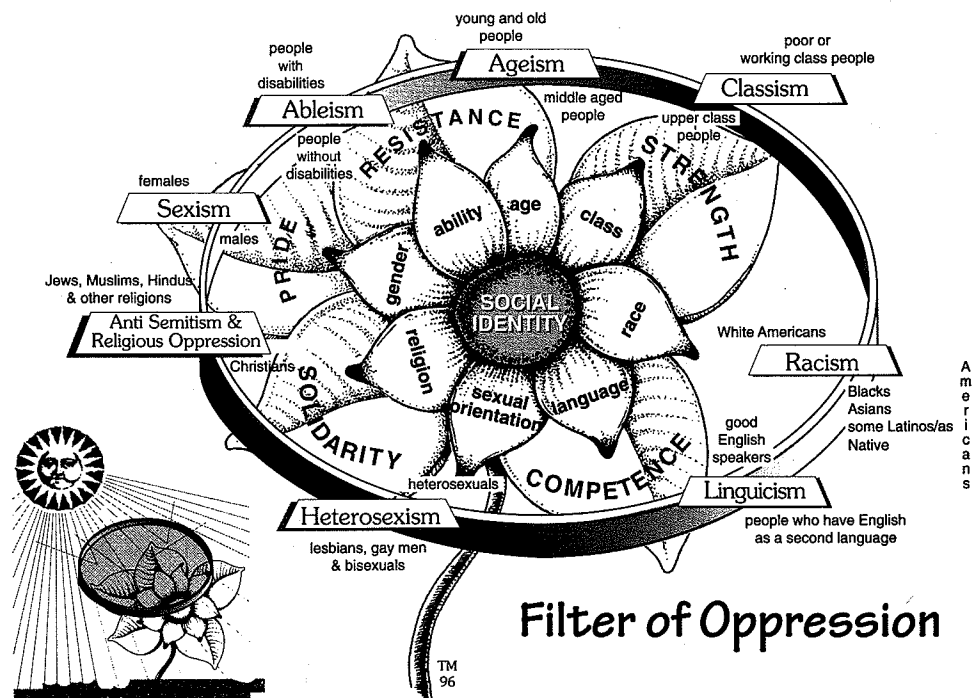 young and old
people
Ageism
middle aged
people
people
with
disabilities
Ableism
people
without
disabilities
poor or
working class people
Classism
upper class
people
RESISTANCE
STRENGTH
females
Sexism
males
PRIDE
ability
age
class
gender
race
religion
sexual
orientation
language
SOCIAL
IDENTITY
Jews, Muslims, Hindus
& other religions
Anti Semitism &
Religious Oppression
Christians
SOLIDARITY
White Americans
Racism
Blacks
Asians
some Latinos/as
Native
Americans
good
English
speakers
COMPETENCE
Linguicism
people who have English
as a second language
heterosexuals
Heterosexism
lesbians, gay men
& bisexuals
Filter of Oppression
TM
96